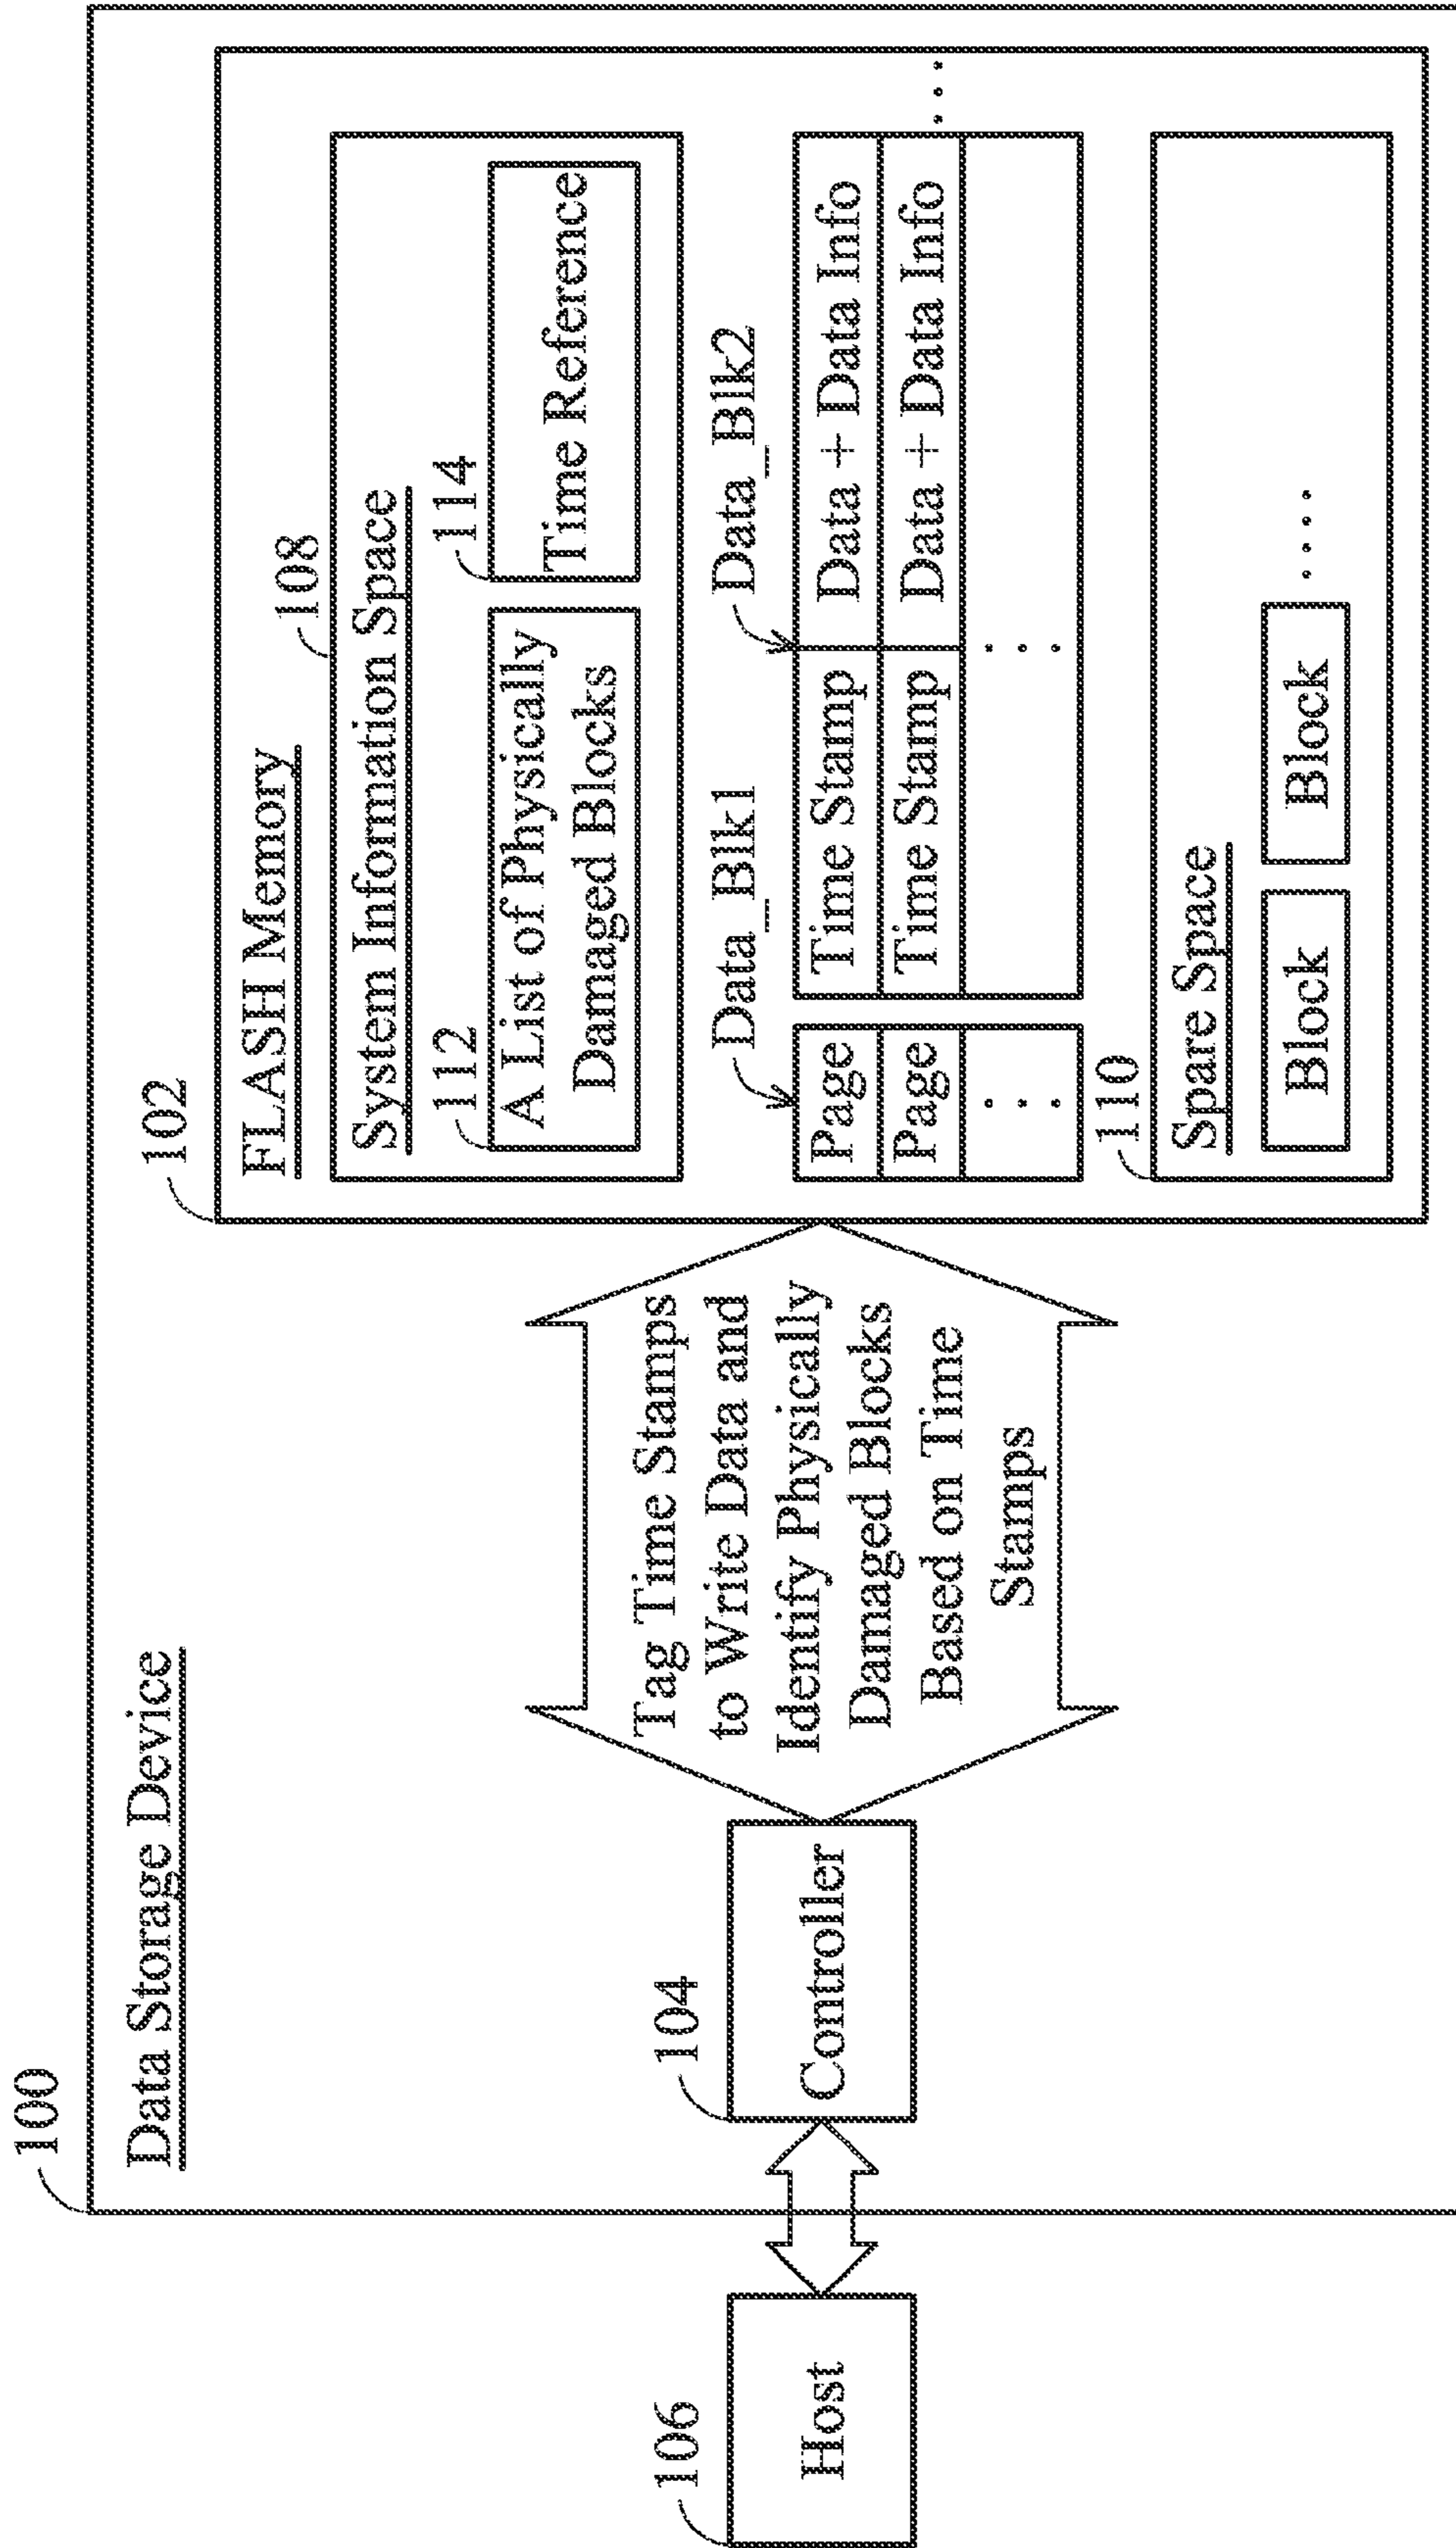 100
Data Storage Device
102
FLASH Memory
108
System Information Space
112
A List of Physically
Damaged Blocks
114
Time Reference
106
Host
104
Controller
Tag Time Stamps
to Write Data and
Identify Physically
Damaged Blocks
Based on Time
Stamps
Data_Blk1
Page
Page
Data_Blk2
Time Stamp Data + Data Info
Time Stamp Data + Data Info
110
Spare Space
Block Block